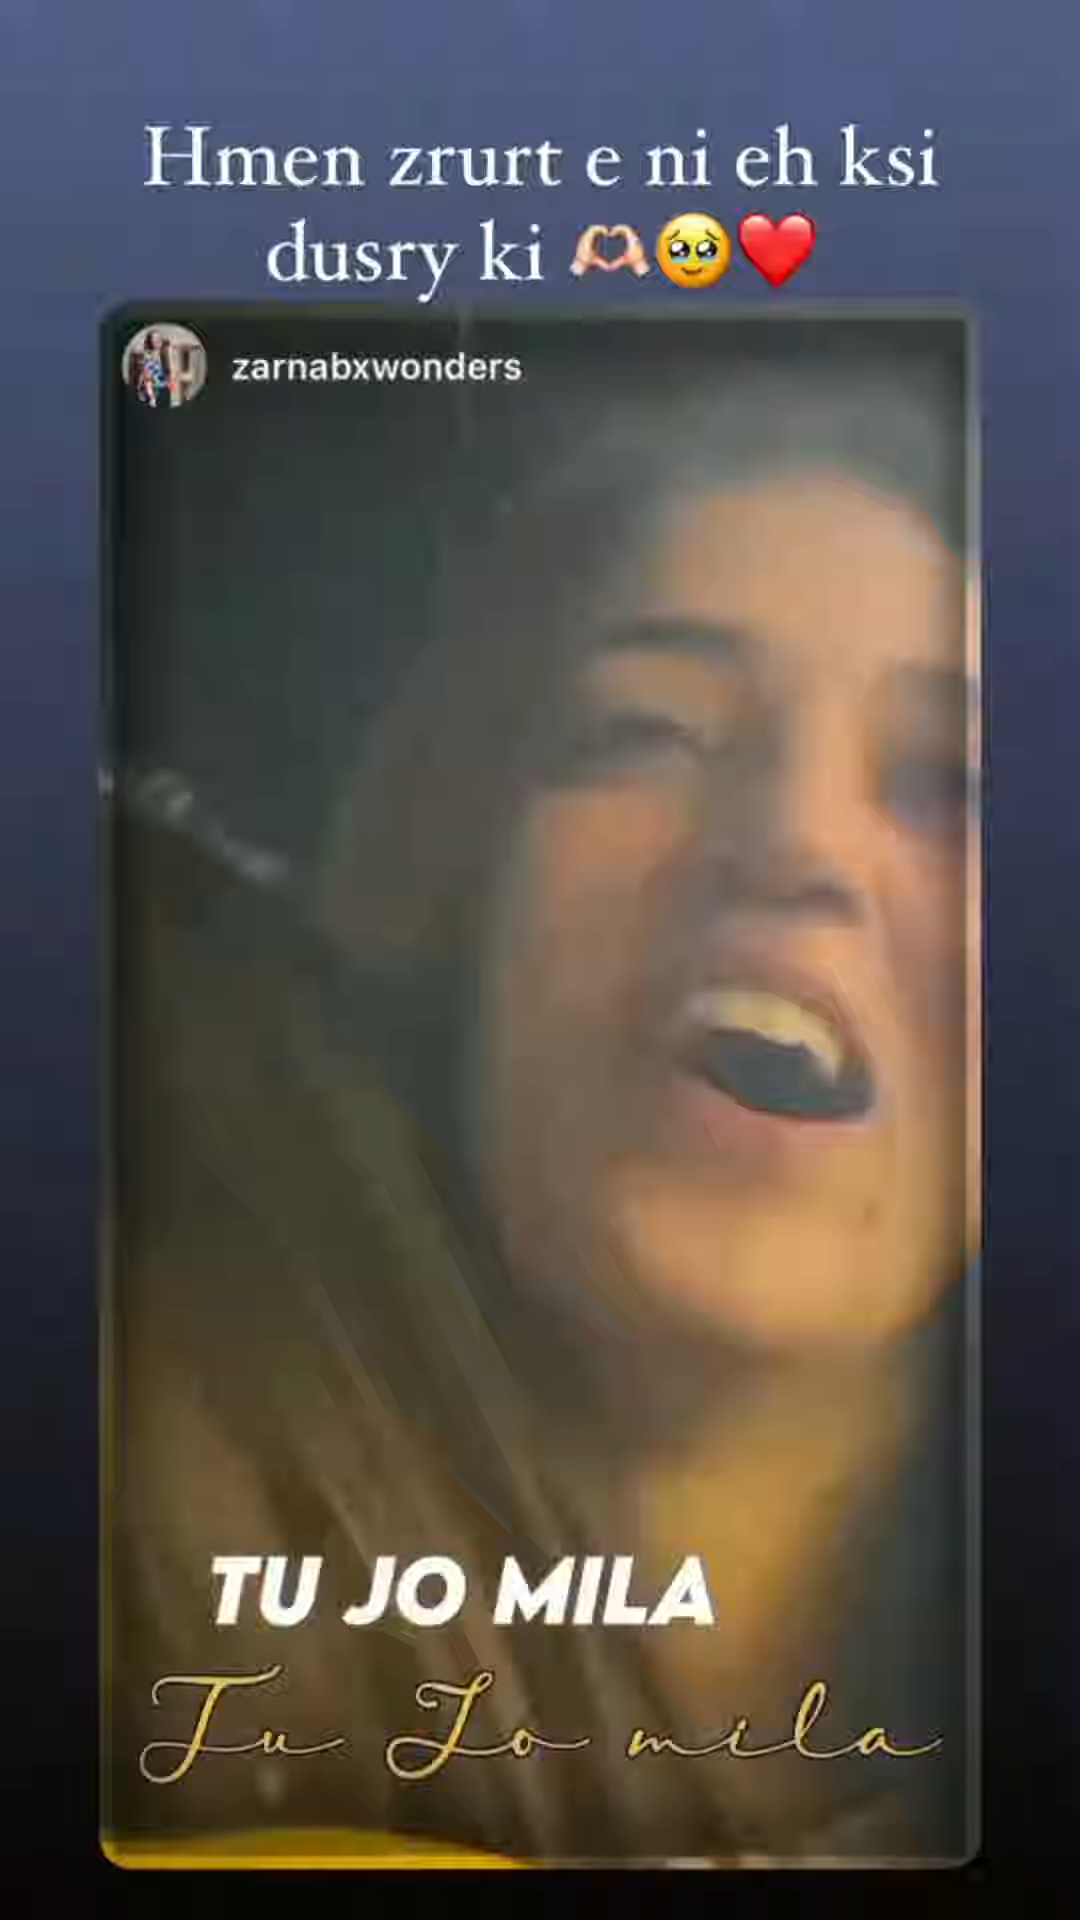 Hmen zrurt e ni eh ksi
dusry ki 🫶🏻🥹❤️
zarnabxwonders
TU JO MILA
Tu Jo mila